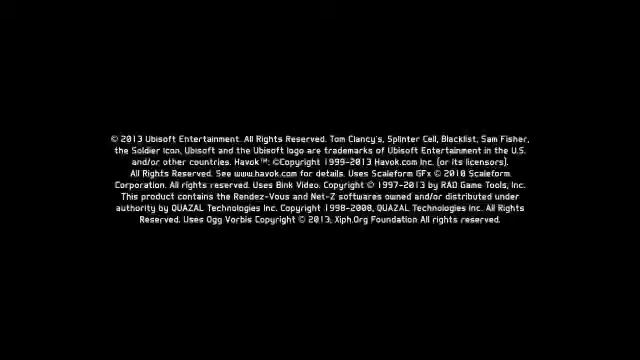 © 2013 Ubisoft Entertainment. All Rights Reserved. Tom Clancy's, Splinter Cell, Blacklist, Sam Fisher,
the Soldier Icon, Ubisoft and the Ubisoft logo are trademarks of Ubisoft Entertainment in the U.S.
and/or other countries. Havok™: ©Copyright 1999-2013 Havok.com Inc. (or its licensors).
All Rights Reserved. See www.havok.com for details. Uses Scaleform GFx © 2010 Scaleform
Corporation. All rights reserved. Uses Bink Video. Copyright © 1997-2013 by RAD Game Tools, Inc.
This product contains the Rendez-Vous and Net-Z softwares owned and/or distributed under
authority by QUAZAL Technologies Inc. Copyright 1998-2008, QUAZAL Technologies Inc. All Rights
Reserved. Uses Ogg Vorbis Copyright © 2013, Xiph.Org Foundation All rights reserved.